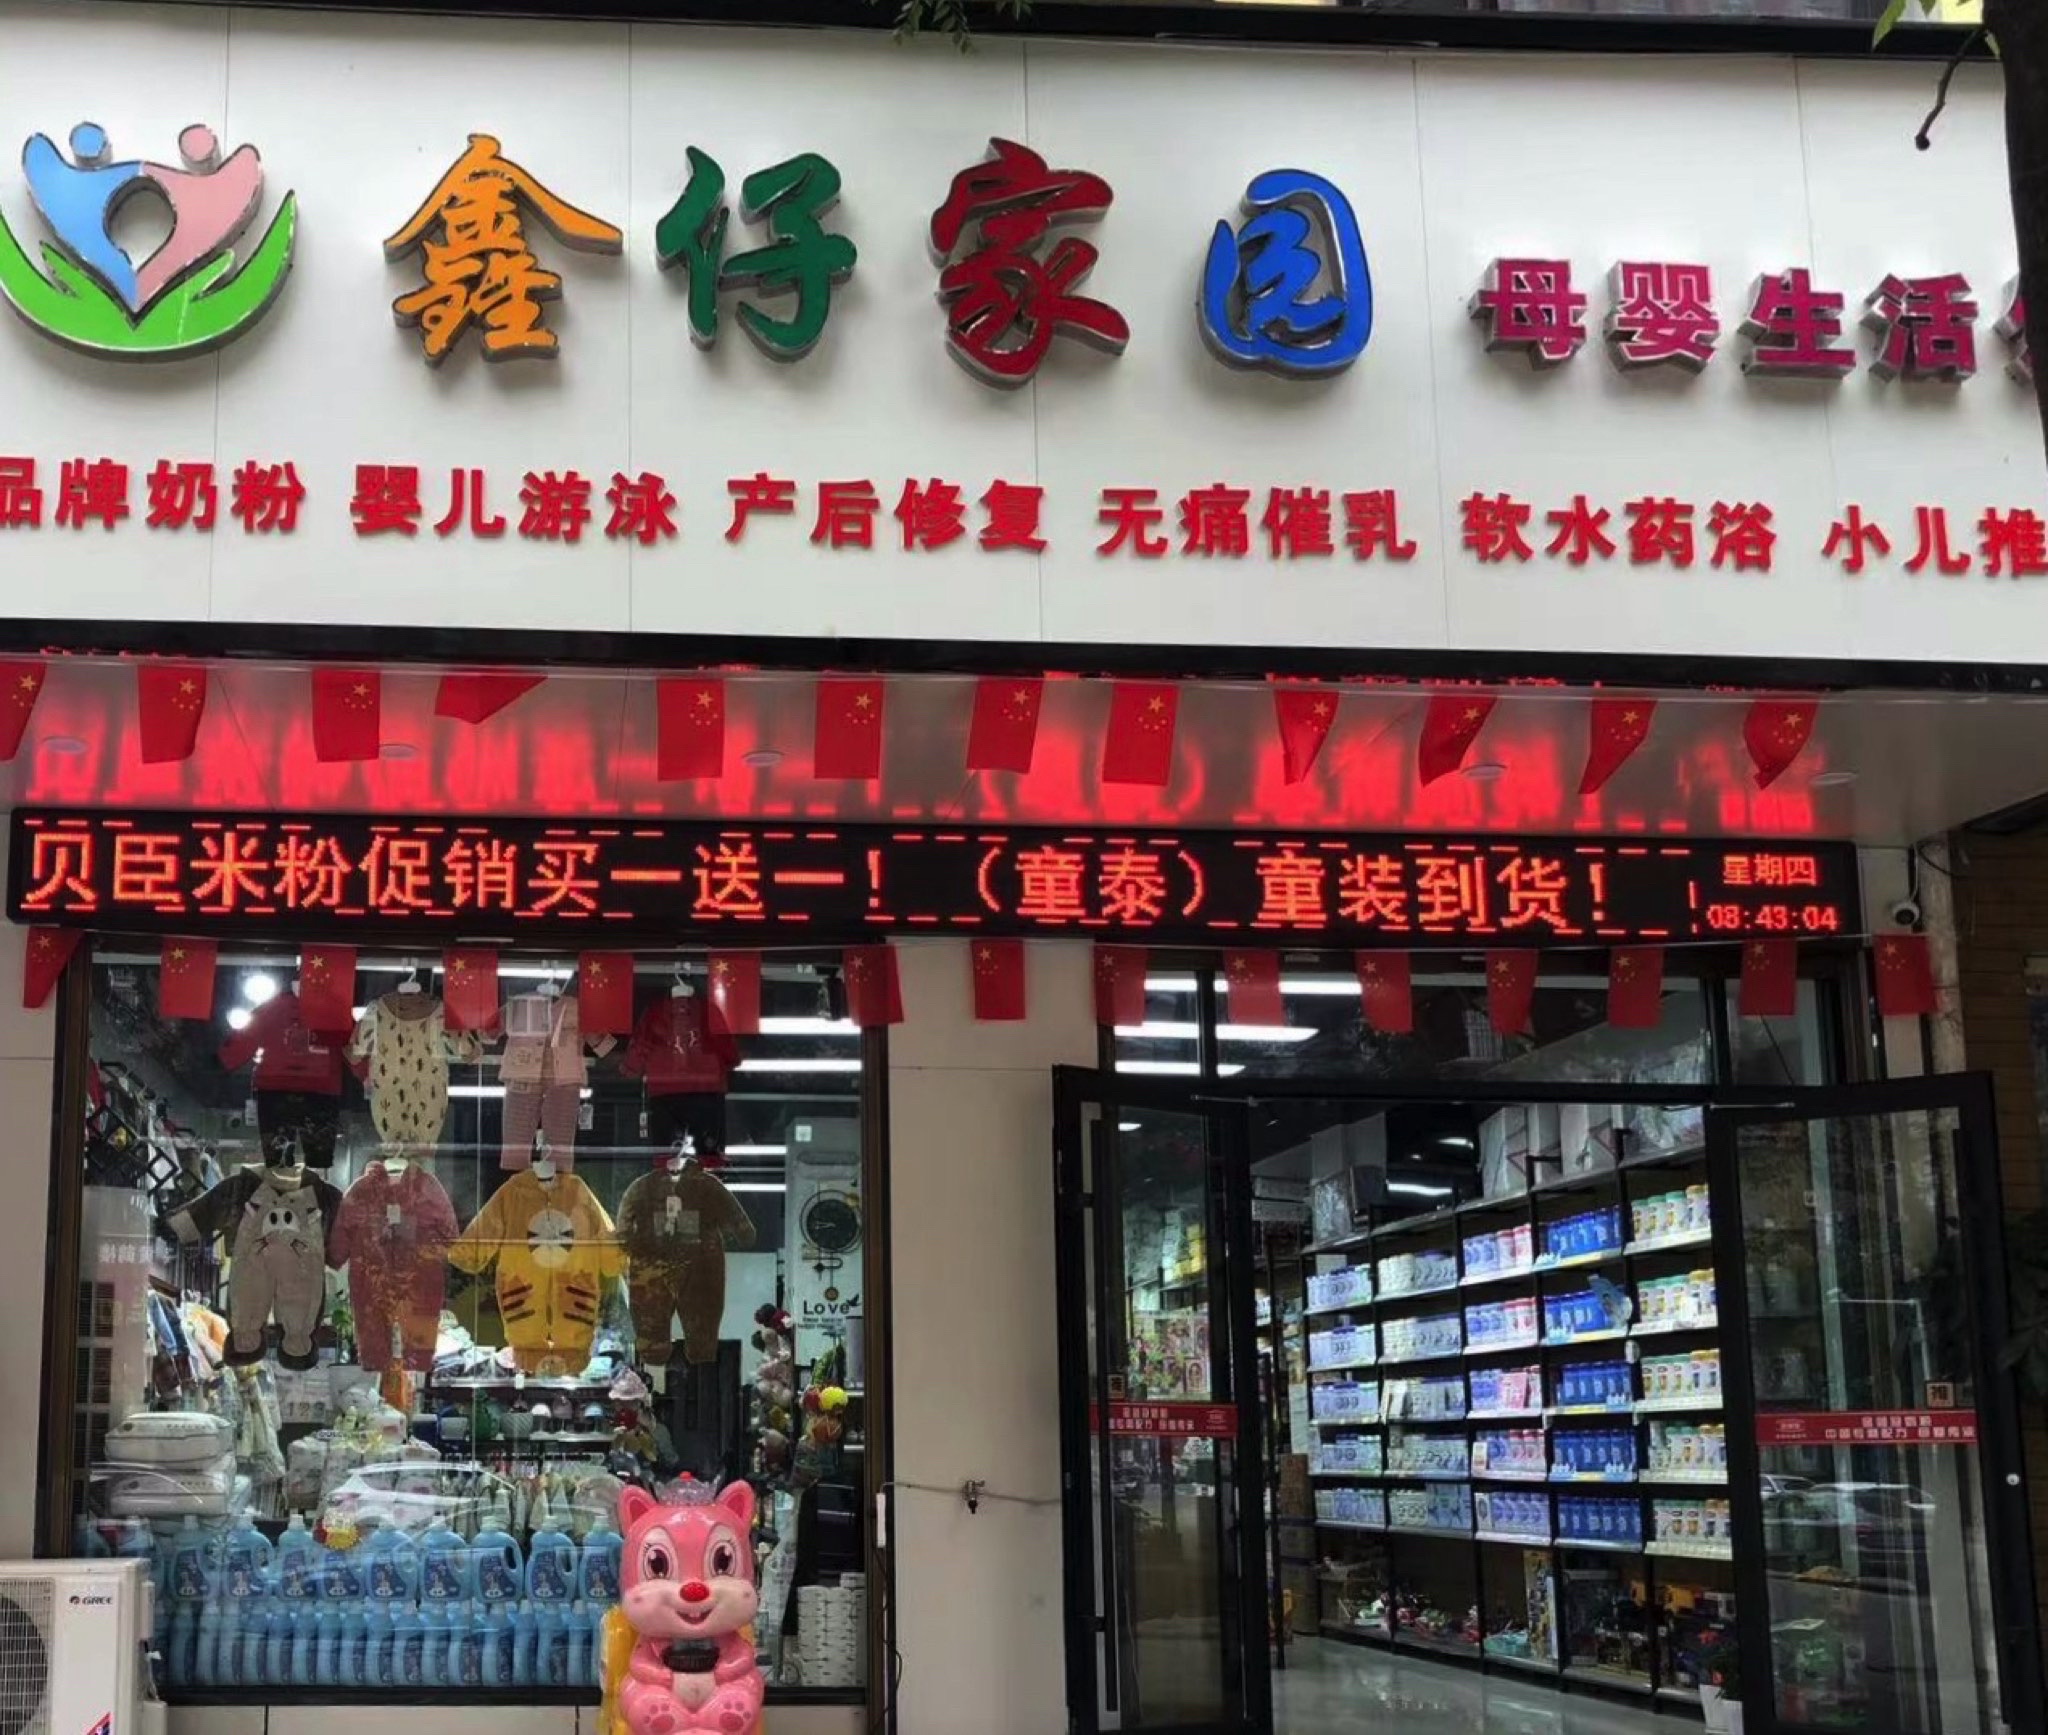 鑫仔家园 母婴生活
品牌奶粉 婴儿游泳 产后修复 无痛催乳 软水药浴 小儿推
贝臣米粉促销买一送一！（童泰）童装到货！ 星期四
08:43:04
Love
GREE
推